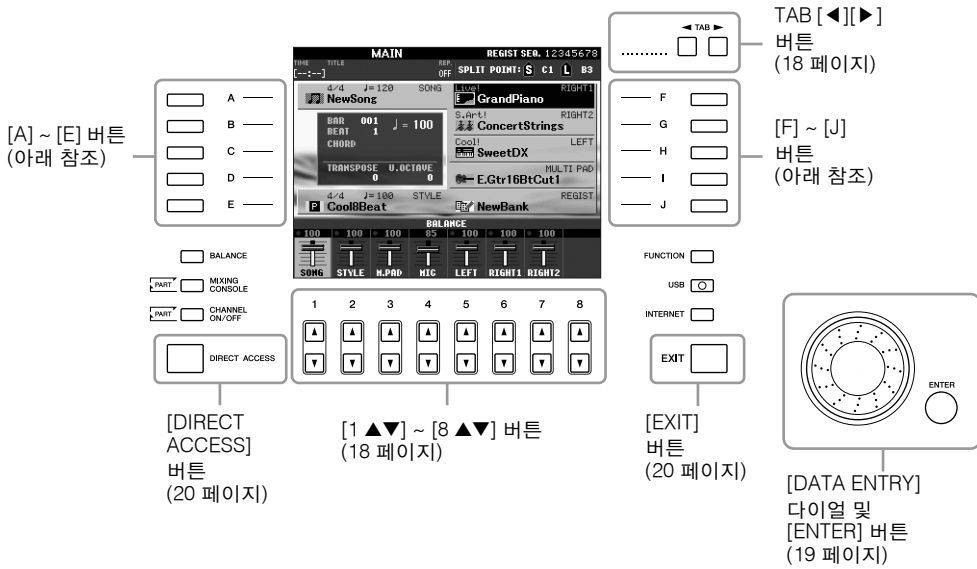 TAB [◀][▶]
버튼
(18 페이지)
◄ TAB ►
[A] ~ [E] 버튼
(아래 참조)
A
B
C
D
E
MAIN
REGIST SEQ. 12345678
TIME TITLE REP.
[--:--] OFF
SPLIT POINT: S C1 L B3
4/4 ♩=120 SONG
NewSong
BAR 001
BEAT 1
♩ = 100
CHORD
TRANSPOSE U.OCTAVE
0 0
4/4 ♩=100 STYLE
P Cool8Beat
Live! RIGHT1
GrandPiano
S.Art! RIGHT2
ConcertStrings
Cool! LEFT
SweetDX
MULTI PAD
E.Gtr16BtCut1
REGIST
NewBank
BALANCE
100 100 100 85 100 100 100
SONG STYLE M.PAD MIC LEFT RIGHT1 RIGHT2
F
G
H
I
J
[F] ~ [J]
버튼
(아래 참조)
BALANCE
PART
MIXING
CONSOLE
PART
CHANNEL
ON/OFF
DIRECT ACCESS
1 2 3 4 5 6 7 8
▲ ▲ ▲ ▲ ▲ ▲ ▲ ▲
▼ ▼ ▼ ▼ ▼ ▼ ▼ ▼
FUNCTION
USB
INTERNET
EXIT
ENTER
[DIRECT
ACCESS]
버튼
(20 페이지)
[1 ▲▼] ~ [8 ▲▼] 버튼
(18 페이지)
[EXIT]
버튼
(20 페이지)
[DATA ENTRY]
다이얼 및
[ENTER] 버튼
(19 페이지)